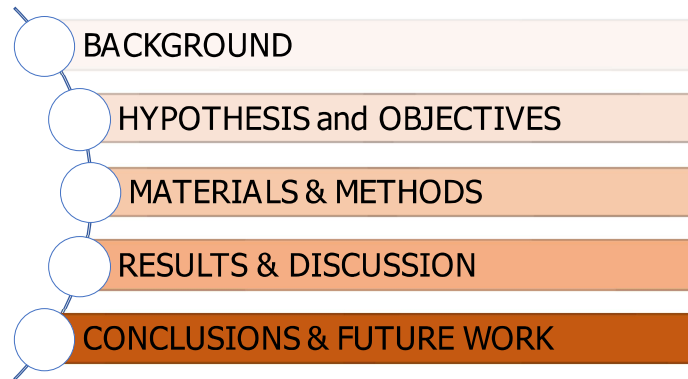 BACKGROUND
HYPOTHESIS and OBJECTIVES
MATERIALS & METHODS
RESULTS & DISCUSSION
CONCLUSIONS & FUTURE WORK